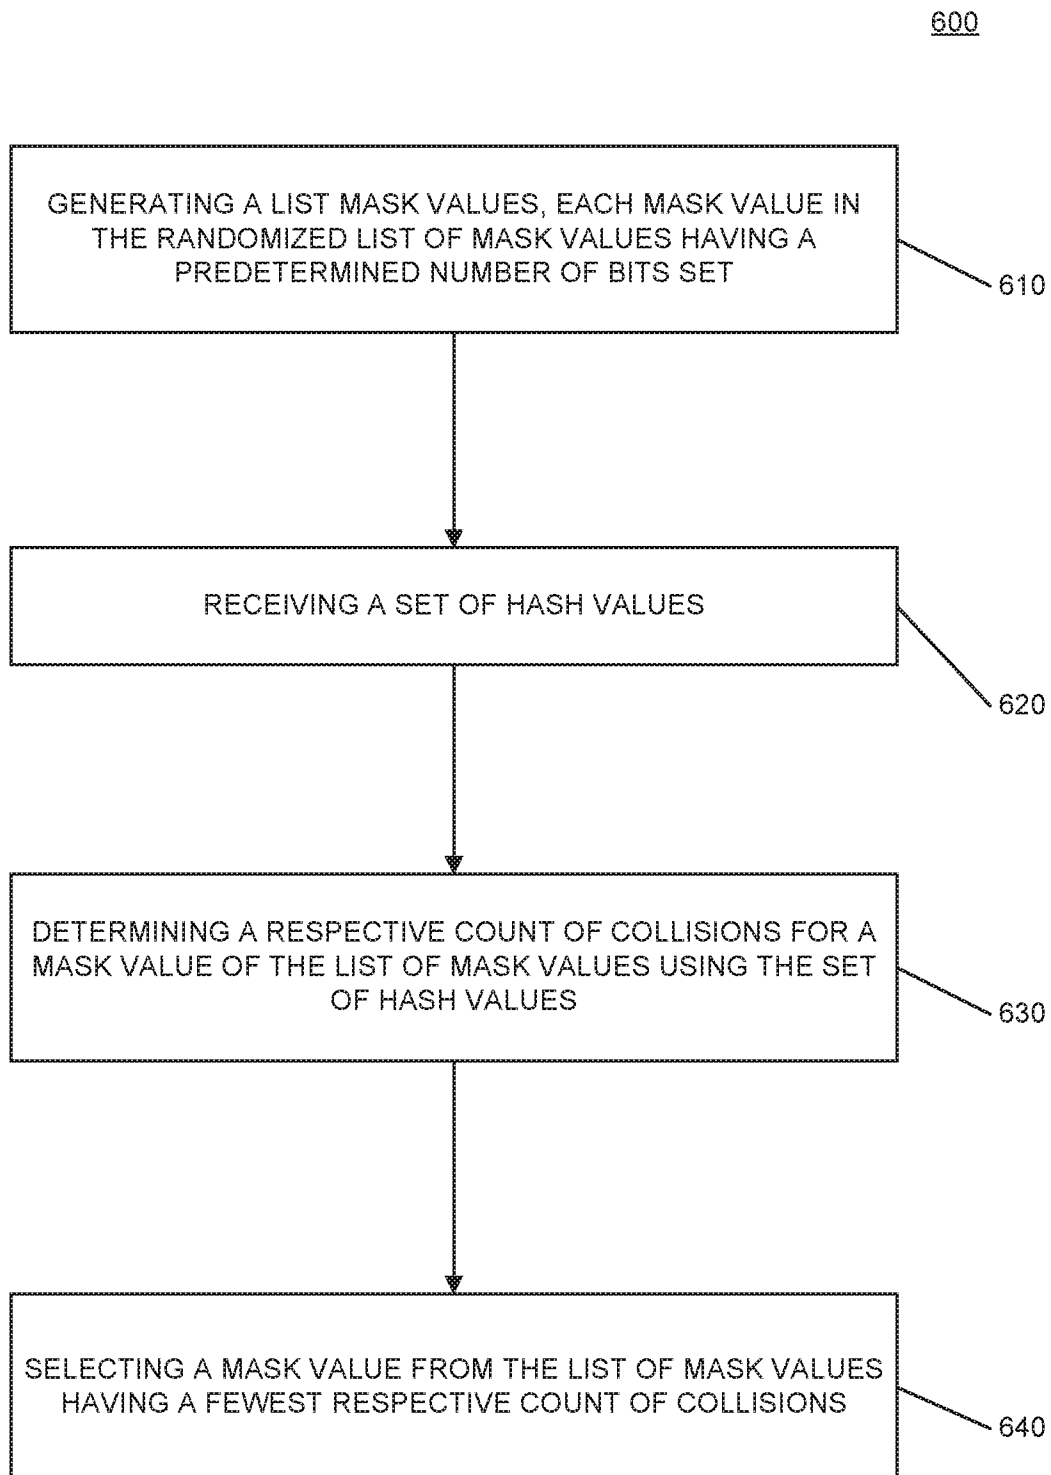 600
GENERATING A LIST MASK VALUES, EACH MASK VALUE IN
THE RANDOMIZED LIST OF MASK VALUES HAVING A
PREDETERMINED NUMBER OF BITS SET
610
RECEIVING A SET OF HASH VALUES
620
DETERMINING A RESPECTIVE COUNT OF COLLISIONS FOR A
MASK VALUE OF THE LIST OF MASK VALUES USING THE SET
OF HASH VALUES
630
SELECTING A MASK VALUE FROM THE LIST OF MASK VALUES
HAVING A FEWEST RESPECTIVE COUNT OF COLLISIONS
640